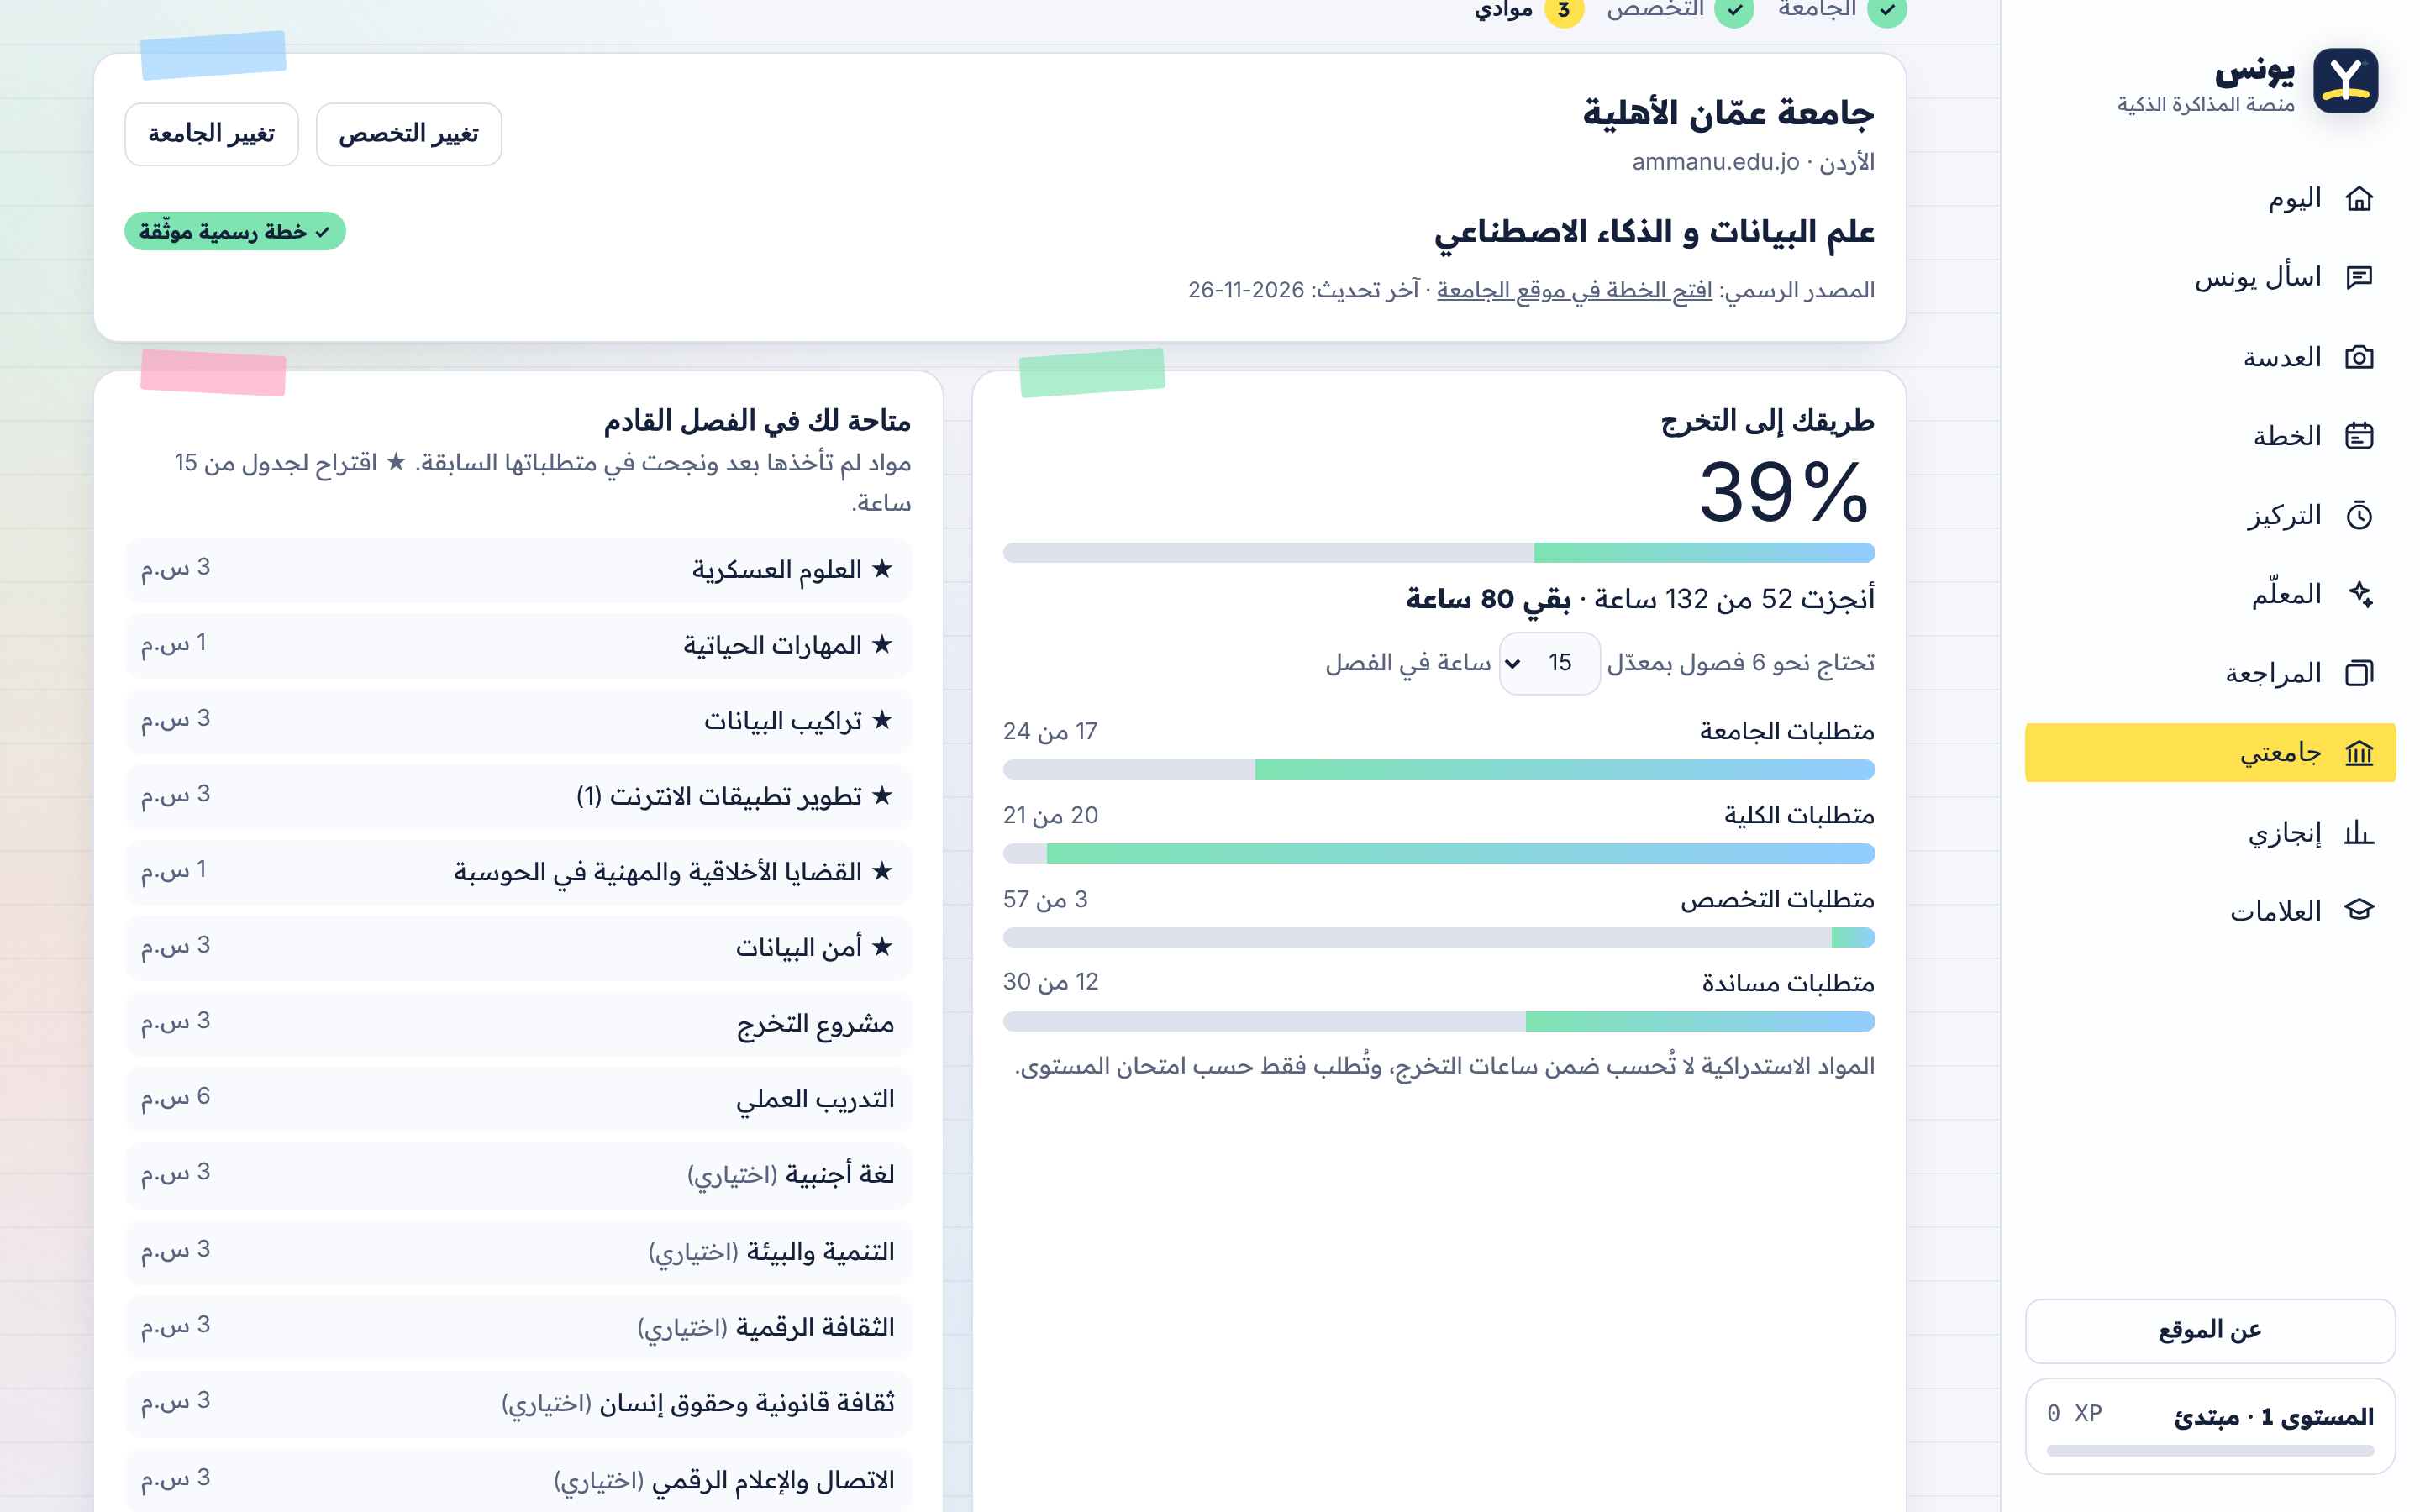 يونس
منصة المذاكرة الذكية
اليوم
اسأل يونس
العدسة
الخطة
التركيز
المعلّم
المراجعة
جامعتي
إنجازي
العلامات
عن الموقع
المستوى 1 · مبتدئ 0 XP
الجامعة التخصص 3 موادي
جامعة عمّان الأهلية
الأردن · ammanu.edu.jo
تغيير التخصص تغيير الجامعة
علم البيانات و الذكاء الاصطناعي
✓ خطة رسمية موثّقة
المصدر الرسمي: افتح الخطة في موقع الجامعة · آخر تحديث: 2026-11-26
طريقك إلى التخرج
39%
أنجزت 52 من 132 ساعة · بقي 80 ساعة
تحتاج نحو 6 فصول بمعدّل 15 ساعة في الفصل
متطلبات الجامعة 17 من 24
متطلبات الكلية 20 من 21
متطلبات التخصص 3 من 57
متطلبات مساندة 12 من 30
المواد الاستدراكية لا تُحسب ضمن ساعات التخرج، وتُطلب فقط حسب امتحان المستوى.
متاحة لك في الفصل القادم
مواد لم تأخذها بعد ونجحت في متطلباتها السابقة. ★ اقتراح لجدول من 15
ساعة.
★ العلوم العسكرية 3 س.م
★ المهارات الحياتية 1 س.م
★ تراكيب البيانات 3 س.م
★ تطوير تطبيقات الانترنت (1) 3 س.م
★ القضايا الأخلاقية والمهنية في الحوسبة 1 س.م
★ أمن البيانات 3 س.م
مشروع التخرج 3 س.م
التدريب العملي 6 س.م
لغة أجنبية (اختياري) 3 س.م
التنمية والبيئة (اختياري) 3 س.م
الثقافة الرقمية (اختياري) 3 س.م
ثقافة قانونية وحقوق إنسان (اختياري) 3 س.م
الاتصال والإعلام الرقمي (اختياري) 3 س.م